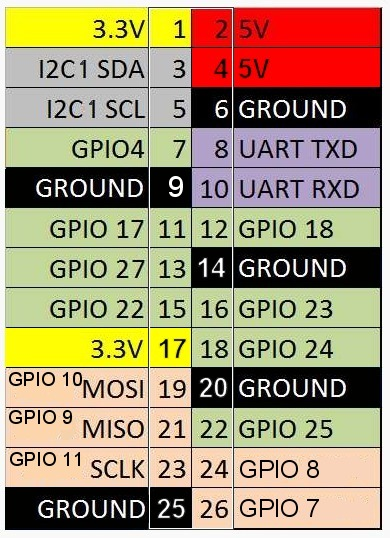 3.3V 1 2 5V
I2C1 SDA 3 4 5V
I2C1 SCL 5 6 GROUND
GPIO4 7 8 UART TXD
GROUND 9 10 UART RXD
GPIO 17 11 12 GPIO 18
GPIO 27 13 14 GROUND
GPIO 22 15 16 GPIO 23
3.3V 17 18 GPIO 24
GPIO 10 MOSI 19 20 GROUND
GPIO 9 MISO 21 22 GPIO 25
GPIO 11 SCLK 23 24 GPIO 8
GROUND 25 26 GPIO 7